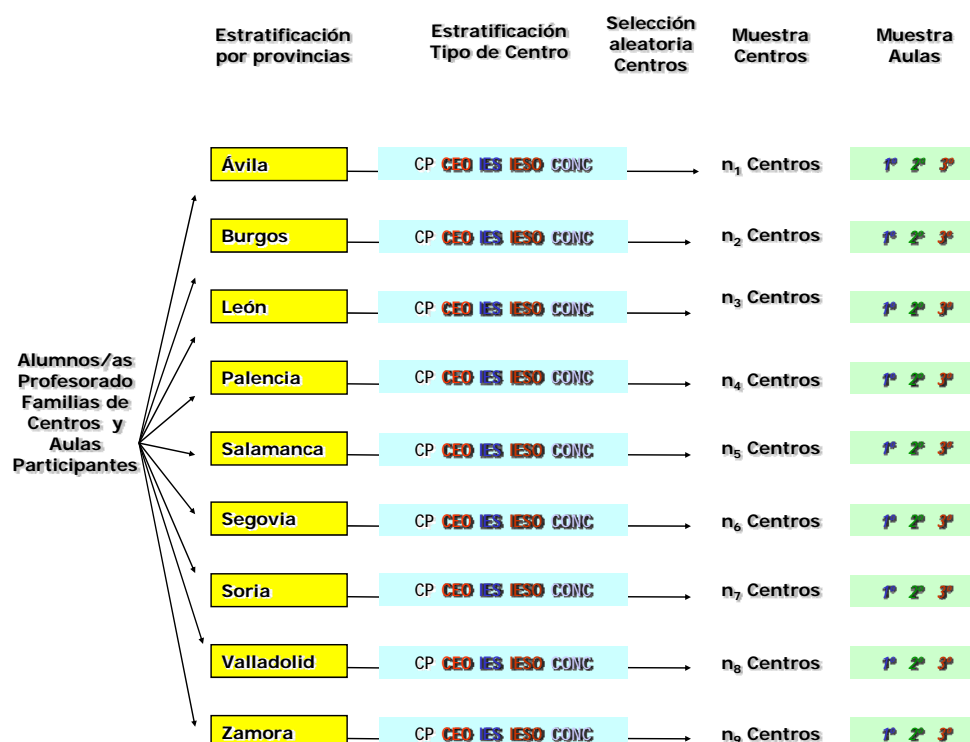 Estratificación
por provincias
Estratificación
Tipo de Centro
Selección
aleatoria
Centros
Muestra
Centros
Muestra
Aulas
Alumnos/as
Profesorado
Familias de
Centros y
Aulas
Participantes
Ávila CP CEO IES IESO CONC n₁ Centros 1º 2º 3º
Burgos CP CEO IES IESO CONC n₂ Centros 1º 2º 3º
León CP CEO IES IESO CONC n₃ Centros 1º 2º 3º
Palencia CP CEO IES IESO CONC n₄ Centros 1º 2º 3º
Salamanca CP CEO IES IESO CONC n₅ Centros 1º 2º 3º
Segovia CP CEO IES IESO CONC n₆ Centros 1º 2º 3º
Soria CP CEO IES IESO CONC n₇ Centros 1º 2º 3º
Valladolid CP CEO IES IESO CONC n₈ Centros 1º 2º 3º
Zamora CP CEO IES IESO CONC n₉ Centros 1º 2º 3º